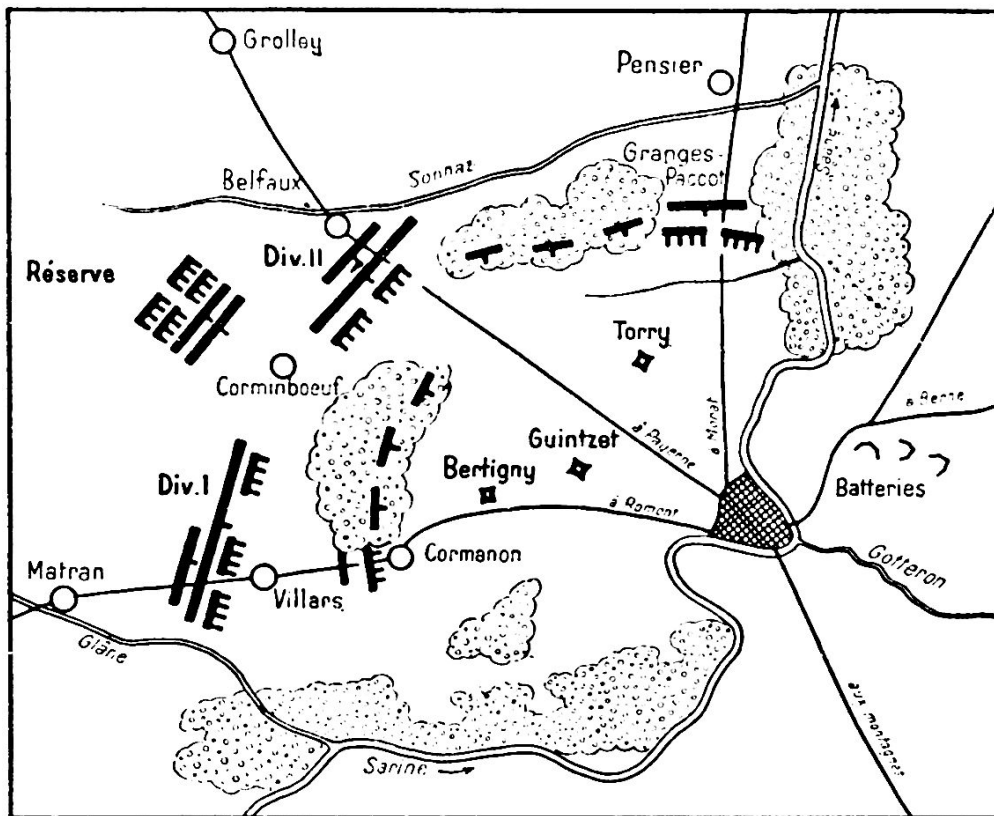 Grolley
Pensier
Granges-
Paccot
Sonnaz
Belfaux
Div.II
Réserve
Torry
Corminboeuf
à Payerne
à Morat
à Berne
Guintzet
Bertigny
Batteries
Div.I
à Romont
Cormanon
Matran
Villars
Gotteron
Glâne
aux montagnes
Sarine